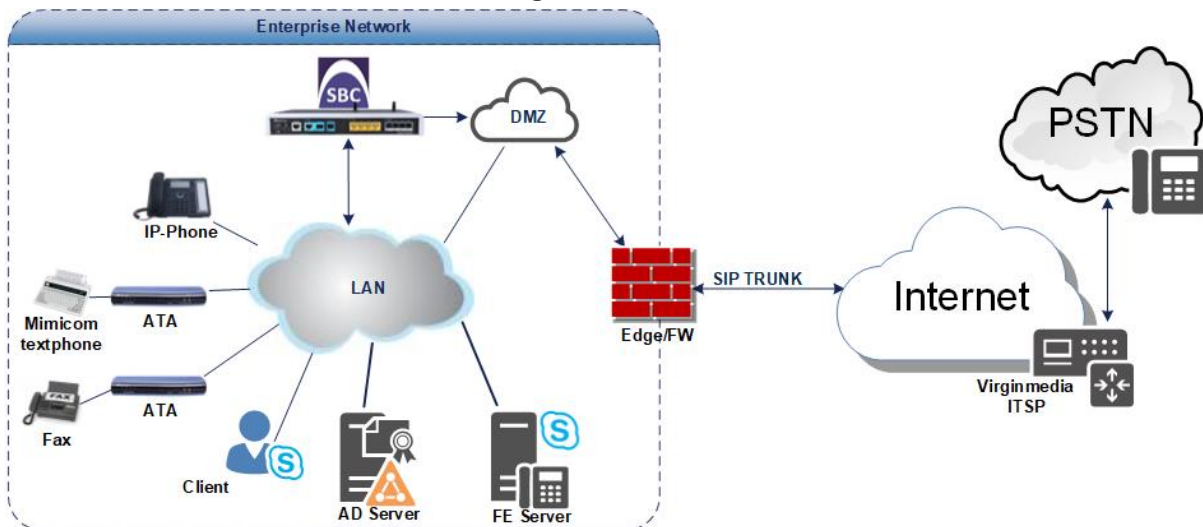 Enterprise Network
SBC
DMZ
PSTN
IP-Phone
LAN
SIP TRUNK
Internet
Mimicom
textphone
ATA
Edge/FW
Virginmedia
ITSP
FAX
Fax
ATA
S
Client
S
AD Server
FE Server